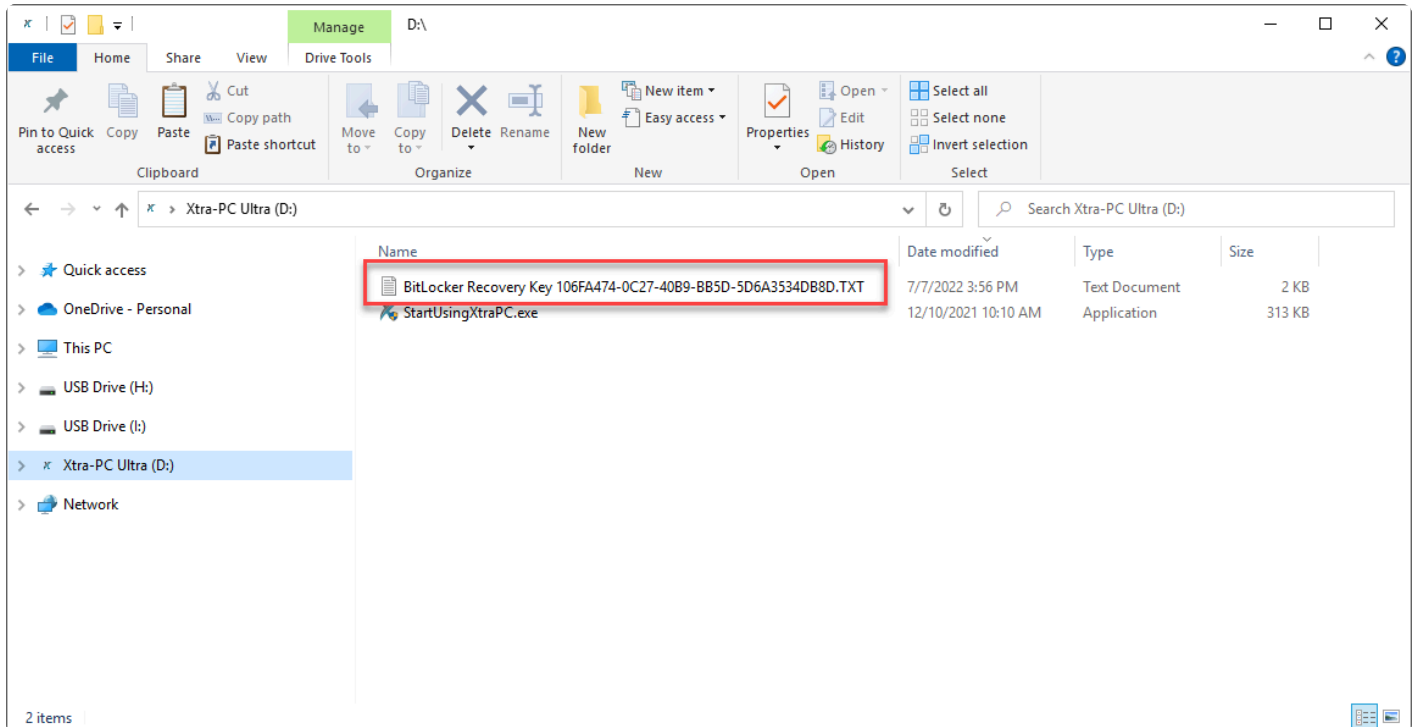 Manage D:\
File Home Share View Drive Tools
Pin to Quick access
Copy
Paste
Cut
Copy path
Paste shortcut
Clipboard
Move to
Copy to
Delete
Rename
Organize
New folder
New item
Easy access
New
Properties
Open
Edit
History
Open
Select all
Select none
Invert selection
Select
Xtra-PC Ultra (D:)
Search Xtra-PC Ultra (D:)
Quick access
OneDrive - Personal
This PC
USB Drive (H:)
USB Drive (I:)
Xtra-PC Ultra (D:)
Network
Name Date modified Type Size
BitLocker Recovery Key 106FA474-0C27-40B9-BB5D-5D6A3534DB8D.TXT 7/7/2022 3:56 PM Text Document 2 KB
StartUsingXtraPC.exe 12/10/2021 10:10 AM Application 313 KB
2 items